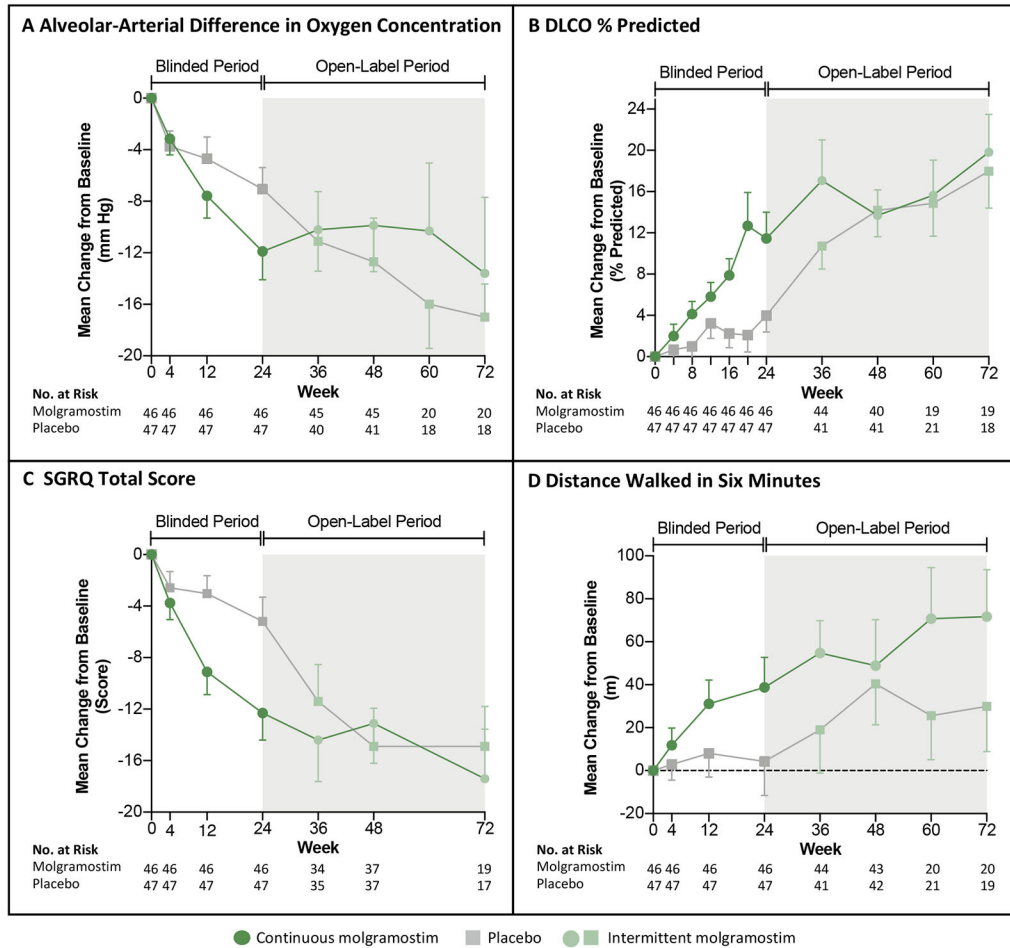 A Alveolar-Arterial Difference in Oxygen Concentration
Blinded Period
Open-Label Period
Mean Change from Baseline
(mm Hg)
0
-4
-8
-12
-16
-20
0 4 12 24 36 48 60 72
Week
No. at Risk
Molgramostim 46 46 46 46 45 45 20 20
Placebo 47 47 47 47 40 41 18 18
B DLCO % Predicted
Blinded Period
Open-Label Period
Mean Change from Baseline
(% Predicted)
24
20
16
12
8
4
0
0 8 16 24 36 48 60 72
Week
No. at Risk
Molgramostim 46 46 46 46 46 46 46 44 40 19 19
Placebo 47 47 47 47 47 47 47 41 41 21 18
C SGRQ Total Score
Blinded Period
Open-Label Period
Mean Change from Baseline
(Score)
0
-4
-8
-12
-16
-20
0 4 12 24 36 48 72
Week
No. at Risk
Molgramostim 46 46 46 46 34 37 19
Placebo 47 47 47 47 35 37 17
D Distance Walked in Six Minutes
Blinded Period
Open-Label Period
Mean Change from Baseline
(m)
100
80
60
40
20
0
-20
0 4 12 24 36 48 60 72
Week
No. at Risk
Molgramostim 46 46 46 46 44 43 20 20
Placebo 47 47 47 47 41 42 21 19
Continuous molgramostim
Placebo
Intermittent molgramostim